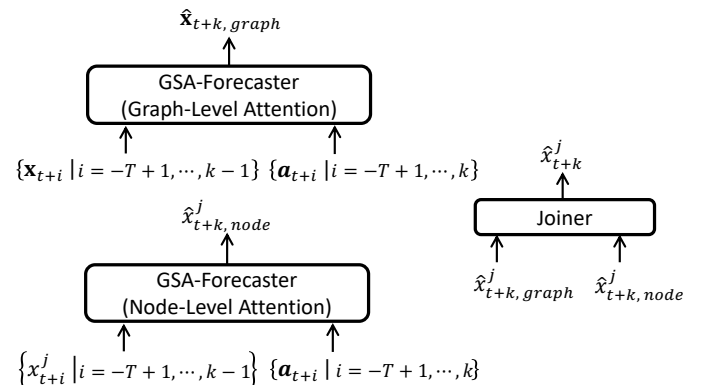 x̂_{t+k, graph}
GSA-Forecaster
(Graph-Level Attention)
{x_{t+i} | i = −T + 1, ⋯, k − 1} {a_{t+i} | i = −T + 1, ⋯, k}
x̂^j_{t+k, node}
GSA-Forecaster
(Node-Level Attention)
{x^j_{t+i} | i = −T + 1, ⋯, k − 1} {a_{t+i} | i = −T + 1, ⋯, k}
x̂^j_{t+k}
Joiner
x̂^j_{t+k, graph} x̂^j_{t+k, node}